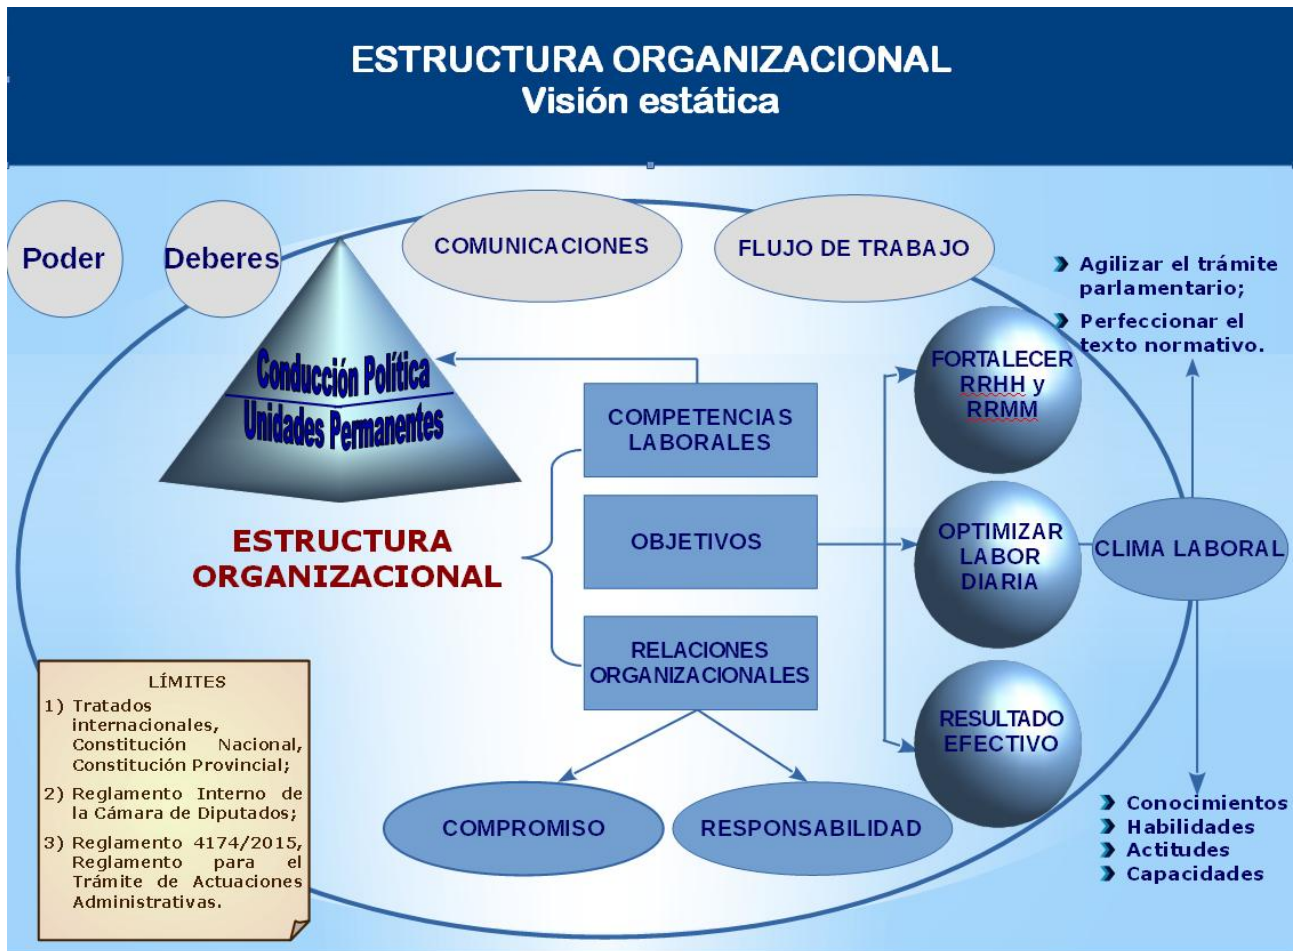 ESTRUCTURA ORGANIZACIONAL
Visión estática
Poder
Deberes
COMUNICACIONES
FLUJO DE TRABAJO
Agilizar el trámite
parlamentario;
Perfeccionar el
texto normativo.
Conducción Política
Unidades Permanentes
COMPETENCIAS
LABORALES
FORTALECER
RRHH y
RRMM
ESTRUCTURA
ORGANIZACIONAL
OBJETIVOS
OPTIMIZAR
LABOR
DIARIA
CLIMA LABORAL
RELACIONES
ORGANIZACIONALES
RESULTADO
EFECTIVO
COMPROMISO
RESPONSABILIDAD
Conocimientos
Habilidades
Actitudes
Capacidades
LÍMITES
1) Tratados
internacionales,
Constitución Nacional,
Constitución Provincial;
2) Reglamento Interno de
la Cámara de Diputados;
3) Reglamento 4174/2015,
Reglamento para el
Trámite de Actuaciones
Administrativas.